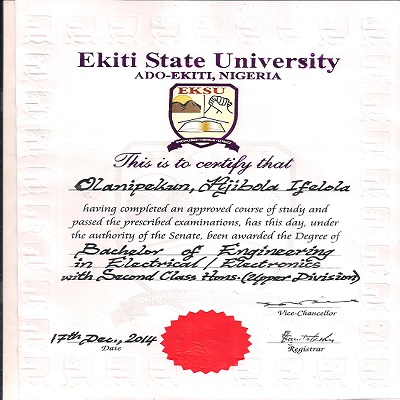 Ekiti State University
ADO-EKITI, NIGERIA
EKSU
This is to certify that
Olanipekun, Ajibola Ifelola
having completed an approved course of study and
passed the prescribed examinations, has this day, under
the authority of the Senate, been awarded the Degree of
Bachelor of Engineering
in Electrical / Electronics
with Second Class Hons. (Upper Division)
Vice-Chancellor
17th Dec., 2014
Date
Registrar